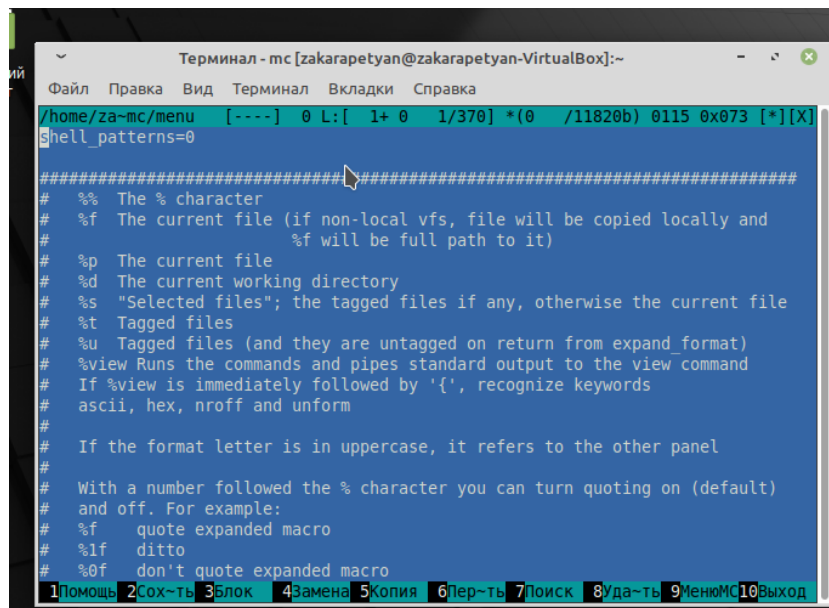 ий
Терминал - mc [zakarapetyan@zakarapetyan-VirtualBox]:~
Файл Правка Вид Терминал Вкладки Справка
/home/za~mc/menu [----] 0 L:[ 1+ 0 1/370] *(0 /11820b) 0115 0x073 [*][X]
shell_patterns=0
##############################################################################
# %% The % character
# %f The current file (if non-local vfs, file will be copied locally and
# %f will be full path to it)
# %p The current file
# %d The current working directory
# %s "Selected files"; the tagged files if any, otherwise the current file
# %t Tagged files
# %u Tagged files (and they are untagged on return from expand_format)
# %view Runs the commands and pipes standard output to the view command
# If %view is immediately followed by '{', recognize keywords
# ascii, hex, nroff and unform
#
# If the format letter is in uppercase, it refers to the other panel
#
# With a number followed the % character you can turn quoting on (default)
# and off. For example:
# %f quote expanded macro
# %1f ditto
# %0f don't quote expanded macro
1Помощь 2Сох~ть 3Блок 4Замена 5Копия 6Пер~ть 7Поиск 8Уда~ть 9МенюМС 10Выход